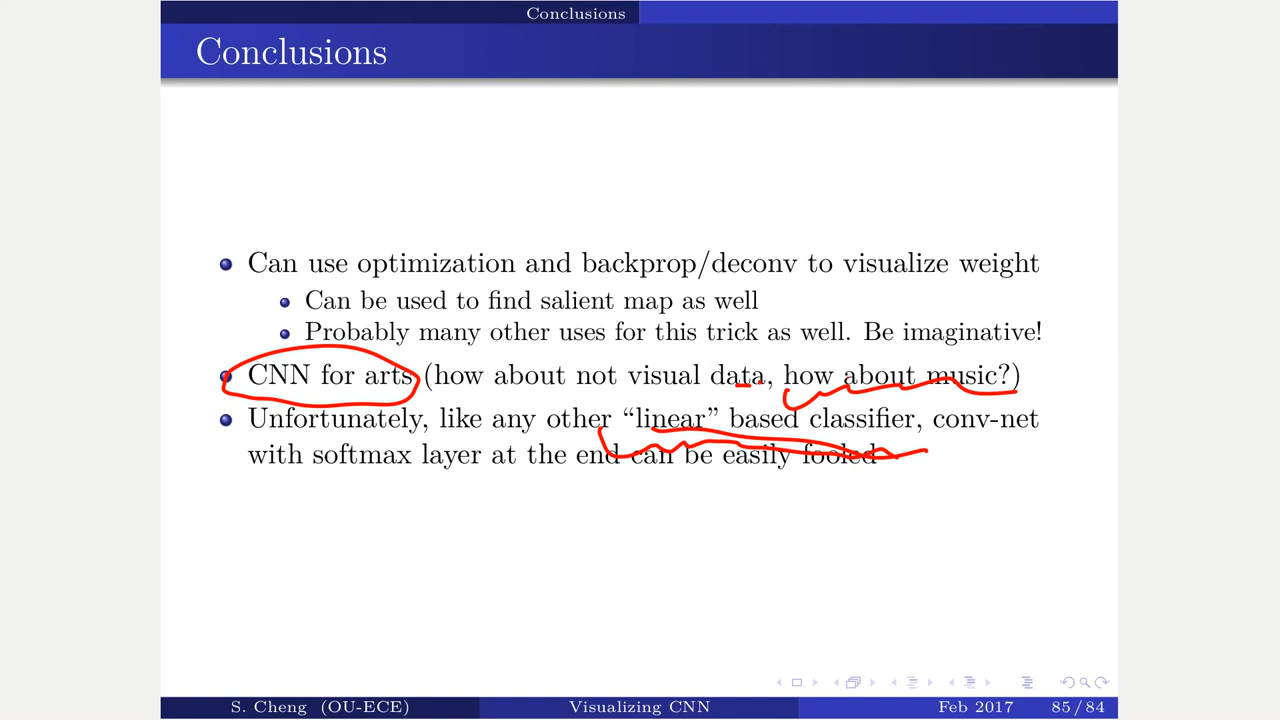 Conclusions
Conclusions
Can use optimization and backprop/deconv to visualize weight
Can be used to find salient map as well
Probably many other uses for this trick as well. Be imaginative!
CNN for arts (how about not visual data, how about music?)
Unfortunately, like any other “linear” based classifier, conv-net
with softmax layer at the end can be easily fooled
S. Cheng (OU-ECE)
Visualizing CNN
Feb 2017
85 / 84